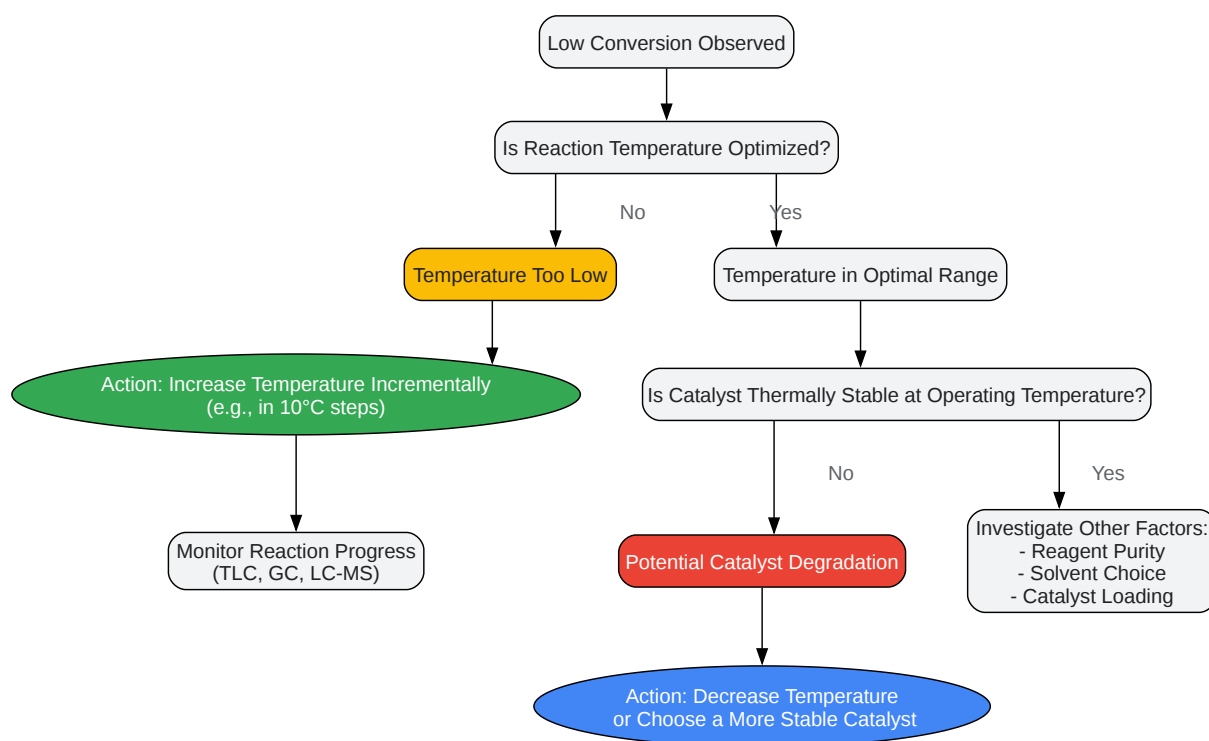 Low Conversion Observed
Is Reaction Temperature Optimized?
No
Yes
Temperature Too Low
Temperature in Optimal Range
Action: Increase Temperature Incrementally
(e.g., in 10°C steps)
Is Catalyst Thermally Stable at Operating Temperature?
No
Yes
Monitor Reaction Progress
(TLC, GC, LC-MS)
Potential Catalyst Degradation
Investigate Other Factors:
- Reagent Purity
- Solvent Choice
- Catalyst Loading
Action: Decrease Temperature
or Choose a More Stable Catalyst